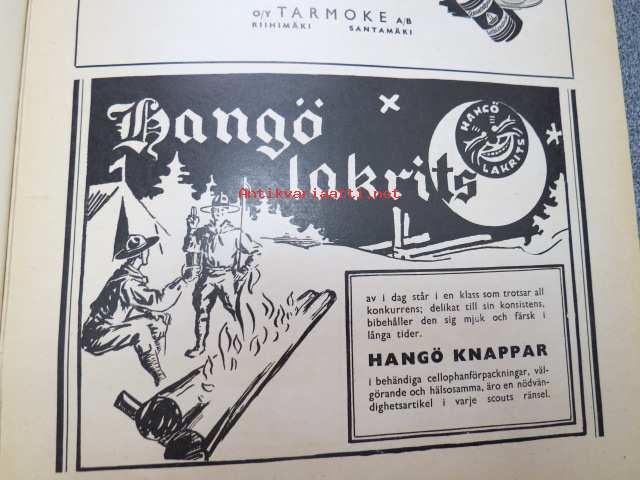 O/Y TARMOKE A/B
RIIHIMÄKI SANTAMÄKI
Hangö
lakrits
HANGÖ
LAKRITS
Antikvariaatti.net
av i dag står i en klass som trotsar all
konkurrens; delikat till sin konsistens,
bibehåller den sig mjuk och färsk i
långa tider.
HANGÖ KNAPPAR
i behändiga cellophanförpackningar, väl-
görande och hälsosamma, äro en nödvän-
dighetsartikel i varje scouts ränsel.